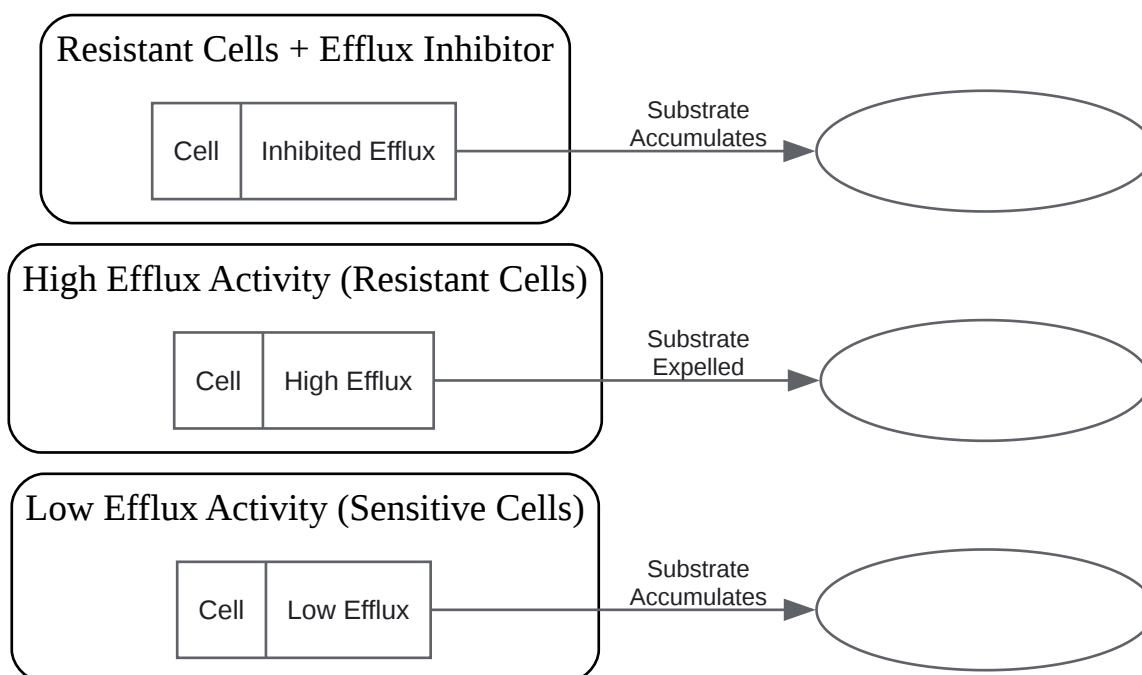 Resistant Cells + Efflux Inhibitor
Cell
Inhibited Efflux
Substrate
Accumulates
High Efflux Activity (Resistant Cells)
Cell
High Efflux
Substrate
Expelled
Low Efflux Activity (Sensitive Cells)
Cell
Low Efflux
Substrate
Accumulates